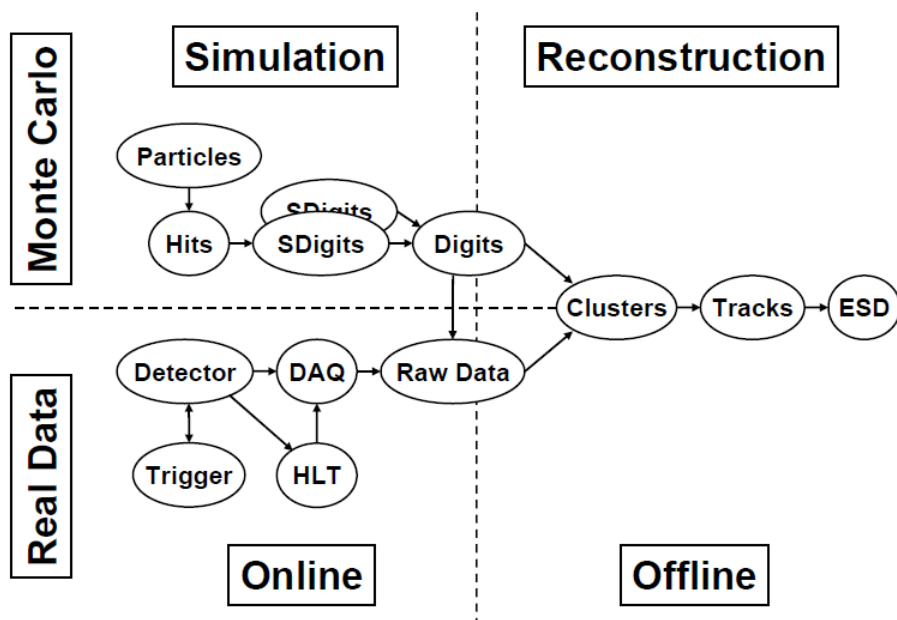 Monte Carlo
Simulation
Reconstruction
Particles
SDigits
Hits
SDigits
Digits
Clusters
Tracks
ESD
Real Data
Detector
DAQ
Raw Data
Trigger
HLT
Online
Offline